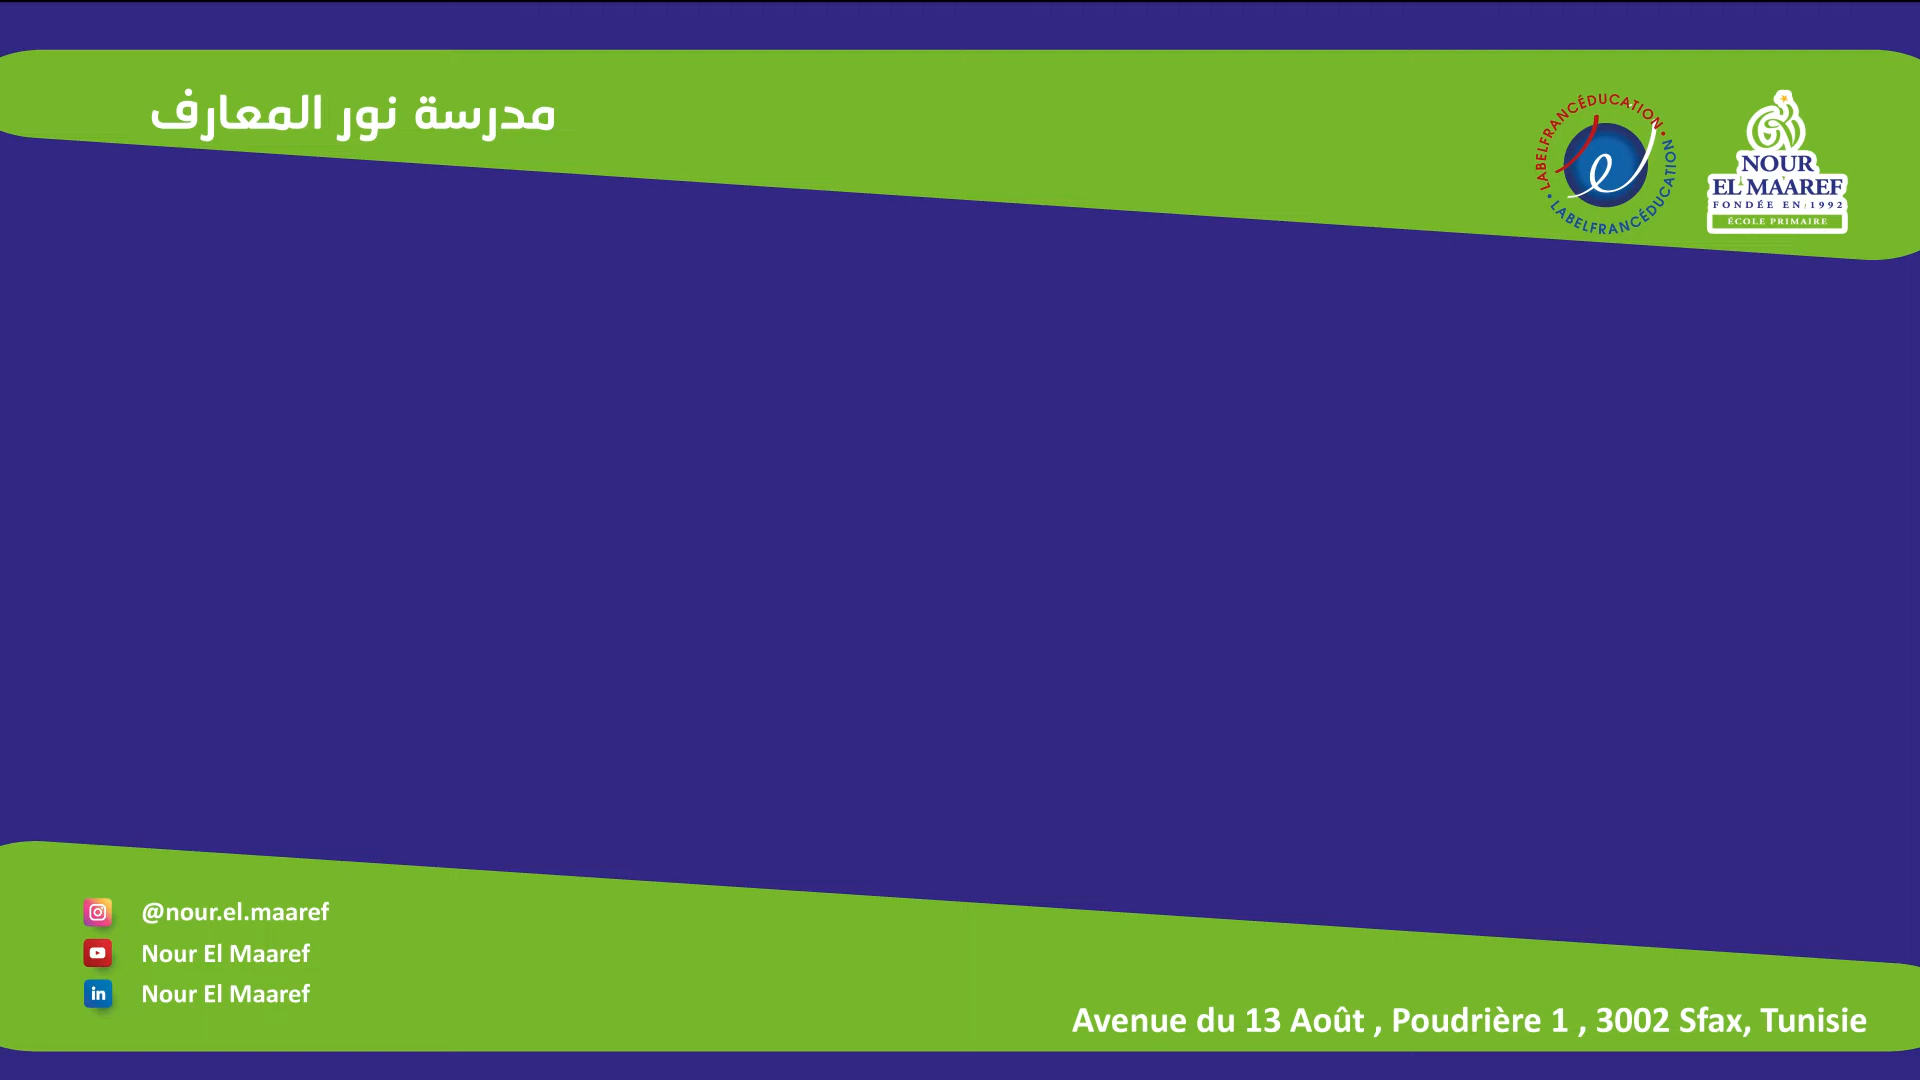 مدرسة نور المعارف
LABELFRANCÉDUCATION • LABELFRANCÉDUCATION •
e
NOUR
EL MAAREF
FONDÉE EN 1992
ÉCOLE PRIMAIRE
@nour.el.maaref
Nour El Maaref
in Nour El Maaref
Avenue du 13 Août , Poudrière 1 , 3002 Sfax, Tunisie